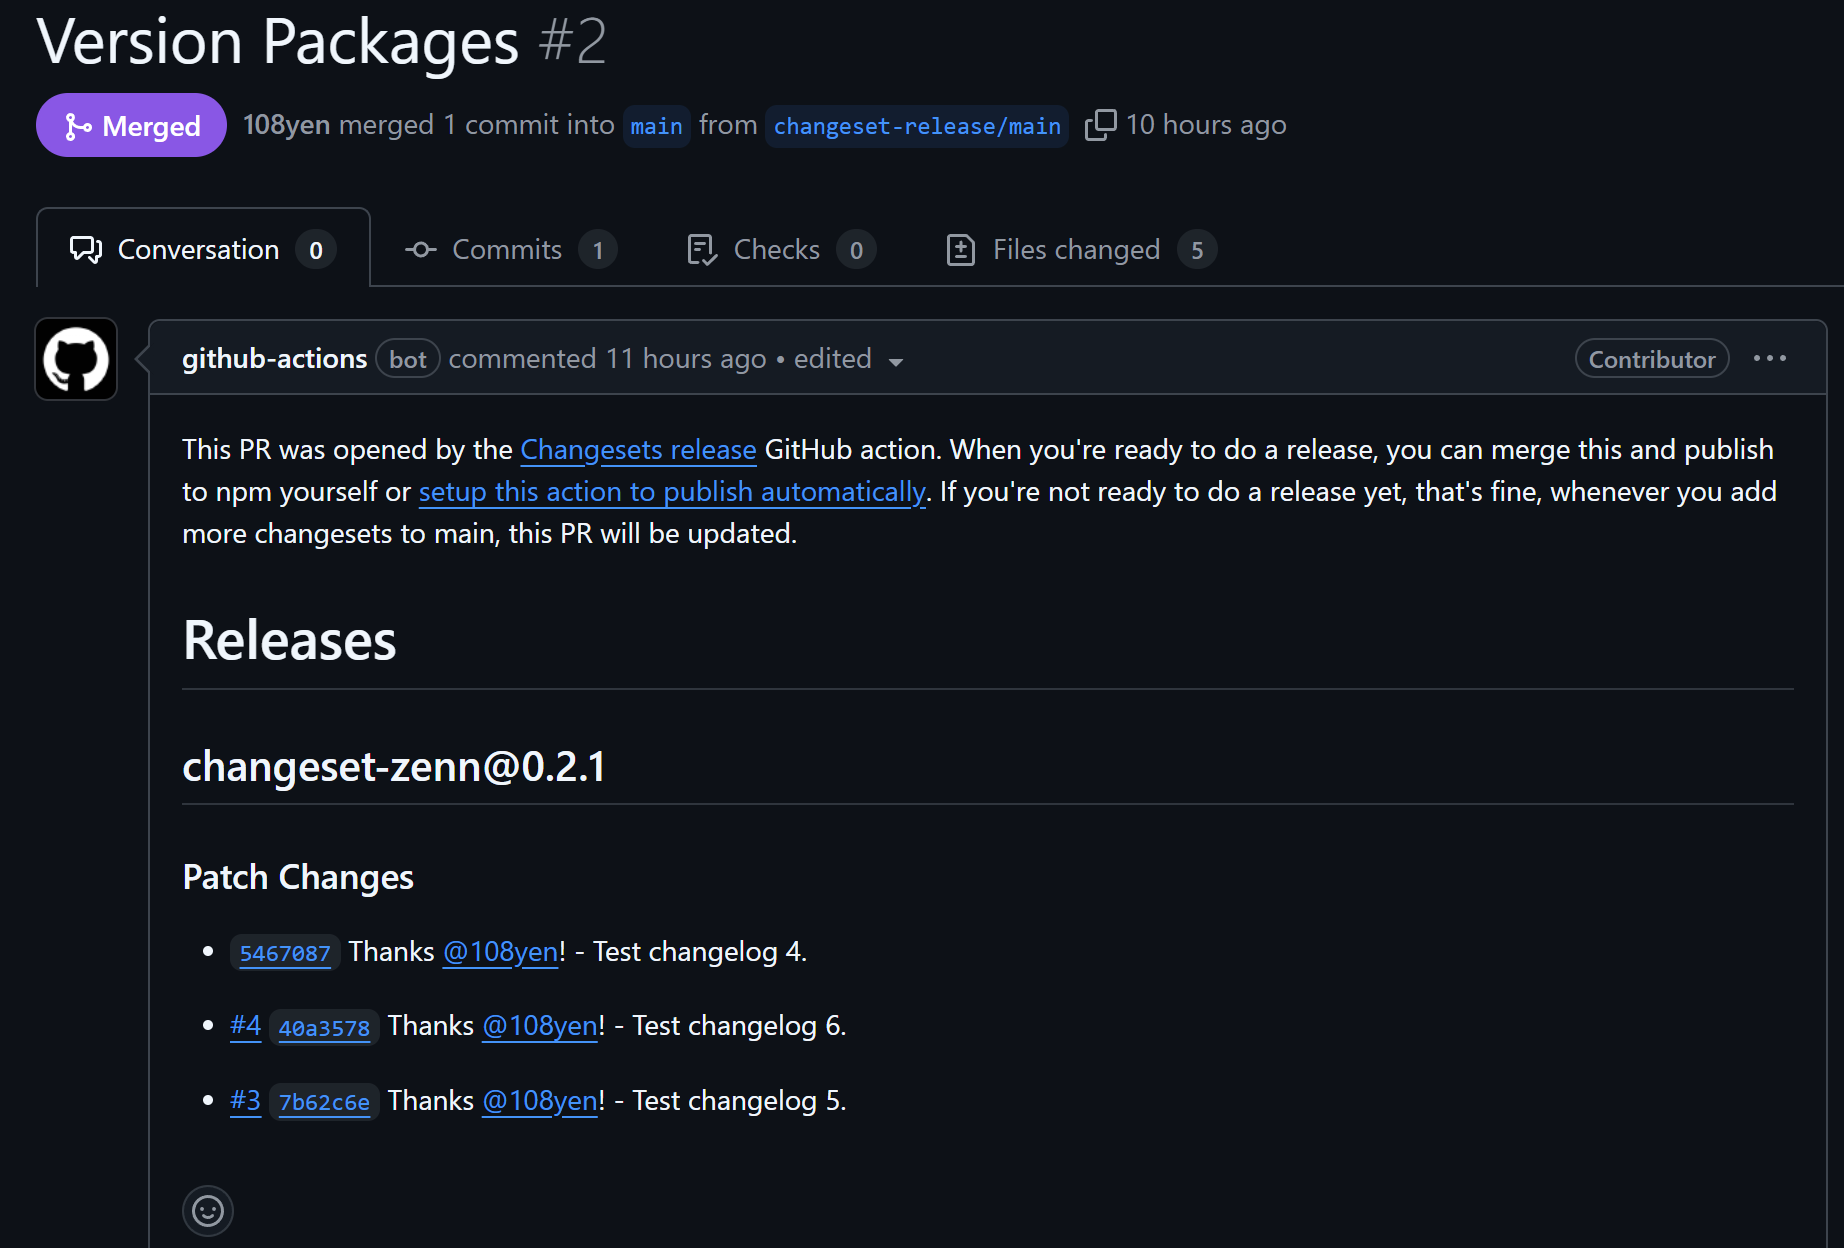 Version Packages #2
Merged 108yen merged 1 commit into main from changeset-release/main 10 hours ago
Conversation 0 Commits 1 Checks 0 Files changed 5
github-actions bot commented 11 hours ago • edited Contributor
This PR was opened by the Changesets release GitHub action. When you're ready to do a release, you can merge this and publish
to npm yourself or setup this action to publish automatically. If you're not ready to do a release yet, that's fine, whenever you add
more changesets to main, this PR will be updated.
Releases
changeset-zenn@0.2.1
Patch Changes
• 5467087 Thanks @108yen! - Test changelog 4.
• #4 40a3578 Thanks @108yen! - Test changelog 6.
• #3 7b62c6e Thanks @108yen! - Test changelog 5.